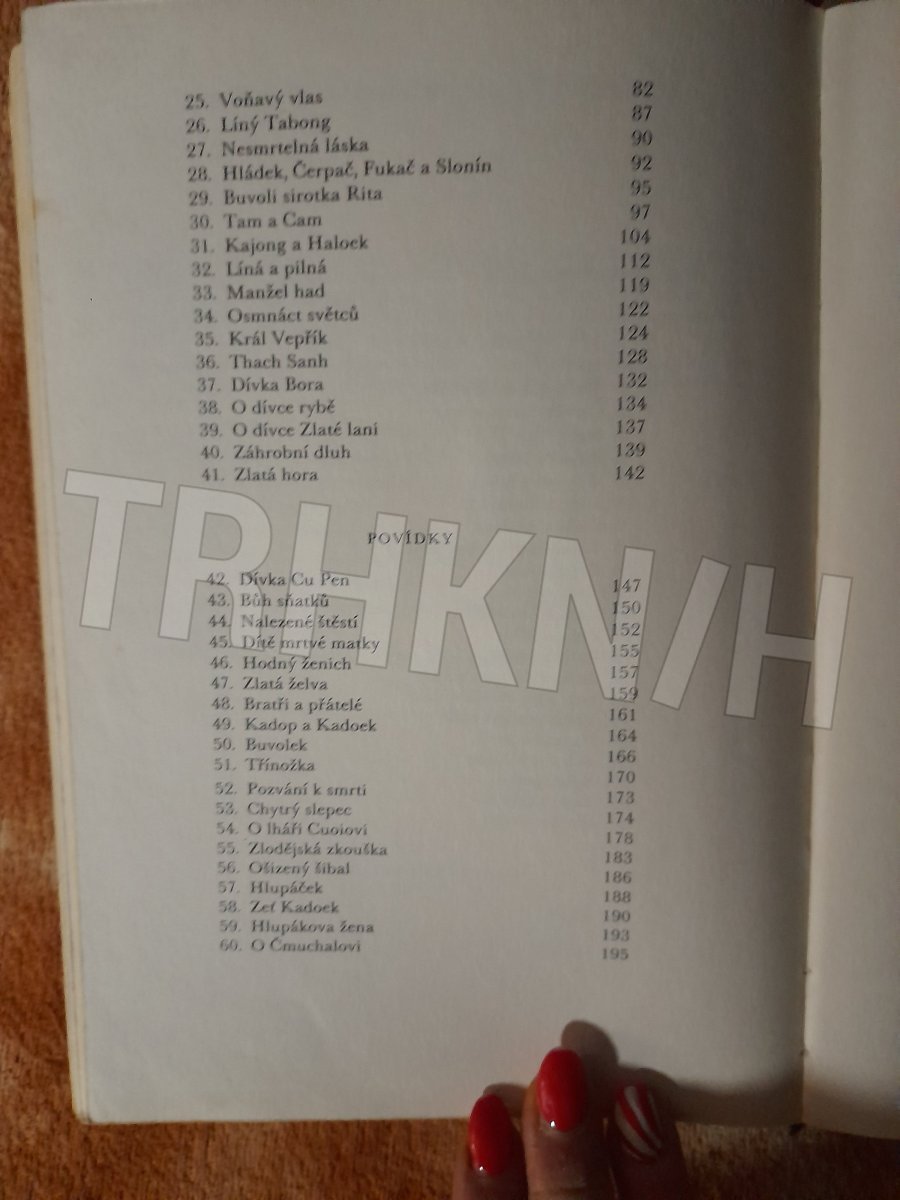 25. Voňavý vlas 82
26. Líný Tabong 87
27. Nesmrtelná láska 90
28. Hládek, Čerpač, Fukač a Slonín 92
29. Buvolí sirotka Rita 95
30. Tam a Cam 97
31. Kajong a Haloek 104
32. Líná a pilná 112
33. Manžel had 119
34. Osmnáct světců 122
35. Král Vepřík 124
36. Thach Sanh 128
37. Dívka Bora 132
38. O dívce rybě 134
39. O dívce Zlaté lani 137
40. Záhrobní dluh 139
41. Zlatá hora 142
POVÍDKY
42. Dívka Cu Pen 147
43. Bůh sňatků 150
44. Nalezené štěstí 152
45. Dítě mrtvé matky 155
46. Hodný ženich 157
47. Zlatá želva 159
48. Bratři a přátelé 161
49. Kadop a Kadoek 164
50. Buvolek 166
51. Třínožka 170
52. Pozvání k smrti 173
53. Chytrý slepec 174
54. O lháři Cuoiovi 178
55. Zlodějská zkouška 183
56. Ošizený šibal 186
57. Hlupáček 188
58. Zeť Kadoek 190
59. Hlupákova žena 193
60. O Čmuchalovi 195
TRHKNI/H